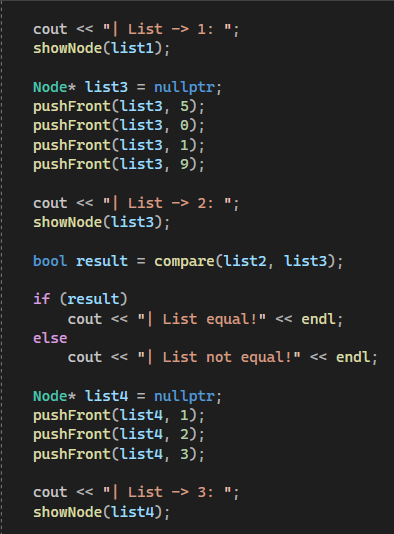 cout << "| List -> 1: ";
showNode(list1);
Node* list3 = nullptr;
pushFront(list3, 5);
pushFront(list3, 0);
pushFront(list3, 1);
pushFront(list3, 9);
cout << "| List -> 2: ";
showNode(list3);
bool result = compare(list2, list3);
if (result)
    cout << "| List equal!" << endl;
else
    cout << "| List not equal!" << endl;
Node* list4 = nullptr;
pushFront(list4, 1);
pushFront(list4, 2);
pushFront(list4, 3);
cout << "| List -> 3: ";
showNode(list4);